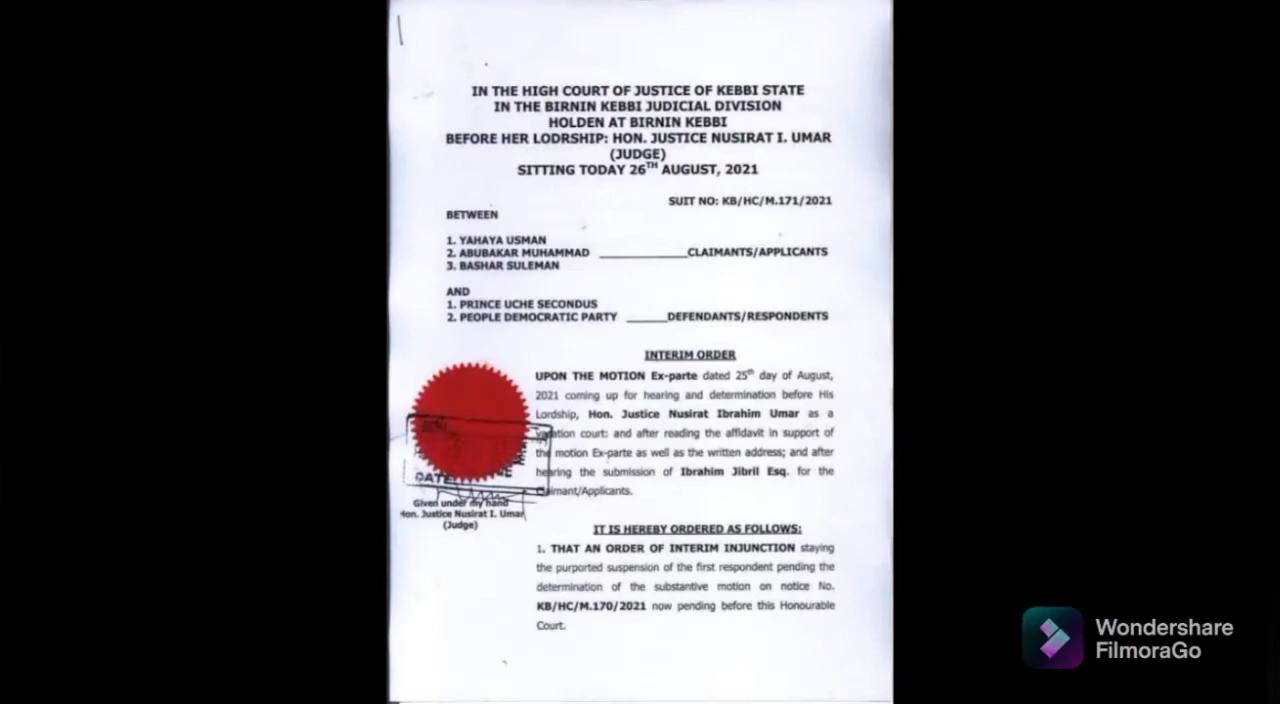 IN THE HIGH COURT OF JUSTICE OF KEBBI STATE
IN THE BIRNIN KEBBI JUDICIAL DIVISION
HOLDEN AT BIRNIN KEBBI
BEFORE HER LODRSHIP: HON. JUSTICE NUSIRAT I. UMAR
(JUDGE)
SITTING TODAY 26TH AUGUST, 2021
SUIT NO: KB/HC/M.171/2021
BETWEEN
1. YAHAYA USMAN
2. ABUBAKAR MUHAMMAD ____________CLAIMANTS/APPLICANTS
3. BASHAR SULEMAN
AND
1. PRINCE UCHE SECONDUS
2. PEOPLE DEMOCRATIC PARTY ______DEFENDANTS/RESPONDENTS
INTERIM ORDER
UPON THE MOTION Ex-parte dated 25th day of August,
2021 coming up for hearing and determination before His
Lordship, Hon. Justice Nusirat Ibrahim Umar as a
vacation court: and after reading the affidavit in support of
the motion Ex-parte as well as the written address; and after
hearing the submission of Ibrahim Jibril Esq. for the
Claimant/Applicants.
DATE
Given under my hand
Hon. Justice Nusirat I. Umar
(Judge)
IT IS HEREBY ORDERED AS FOLLOWS:
1. THAT AN ORDER OF INTERIM INJUNCTION staying
the purported suspension of the first respondent pending the
determination of the substantive motion on notice No.
KB/HC/M.170/2021 now pending before this Honourable
Court.
Wondershare
FilmoraGo